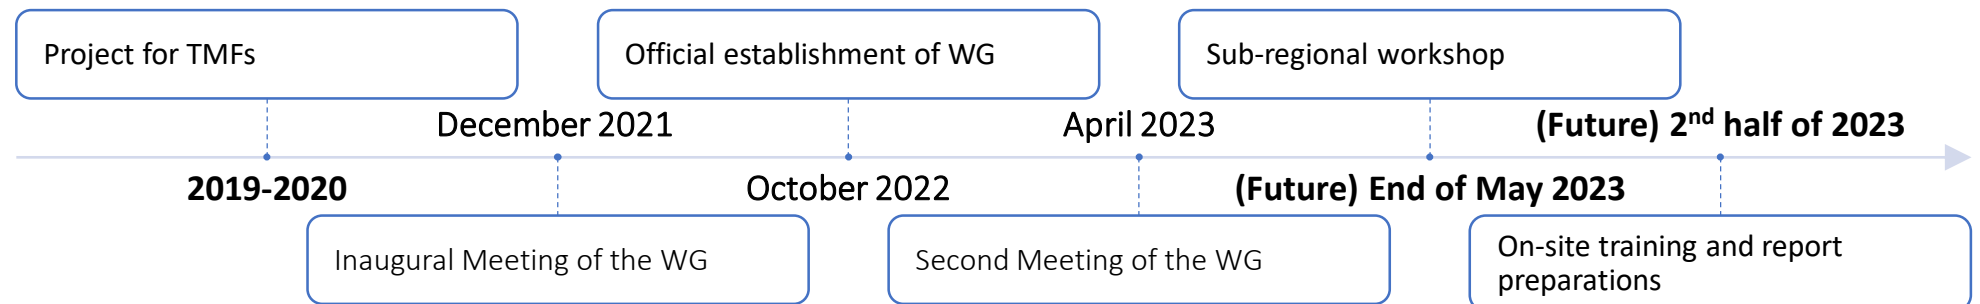 Project for TMFs
Official establishment of WG
Sub-regional workshop
December 2021
April 2023
(Future) 2nd half of 2023
2019-2020
October 2022
(Future) End of May 2023
Inaugural Meeting of the WG
Second Meeting of the WG
On-site training and report
preparations